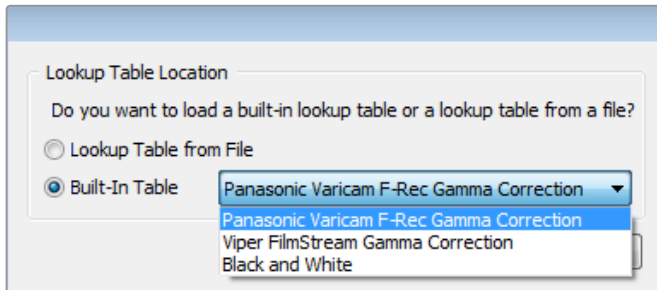 Lookup Table Location
Do you want to load a built-in lookup table or a lookup table from a file?
Lookup Table from File
Built-In Table
Panasonic Varicam F-Rec Gamma Correction
Panasonic Varicam F-Rec Gamma Correction
Viper FilmStream Gamma Correction
Black and White